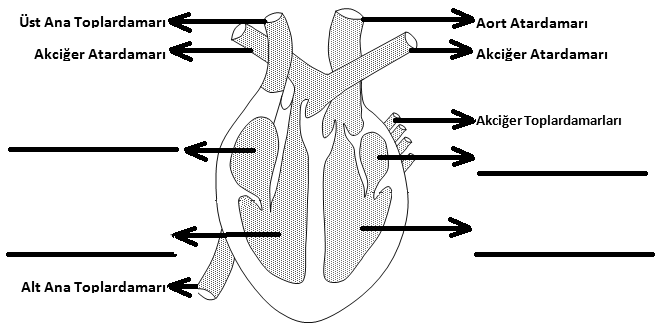 Üst Ana Toplardamarı
Aort Atardamarı
Akciğer Atardamarı
Akciğer Atardamarı
Akciğer Toplardamarları
Alt Ana Toplardamarı